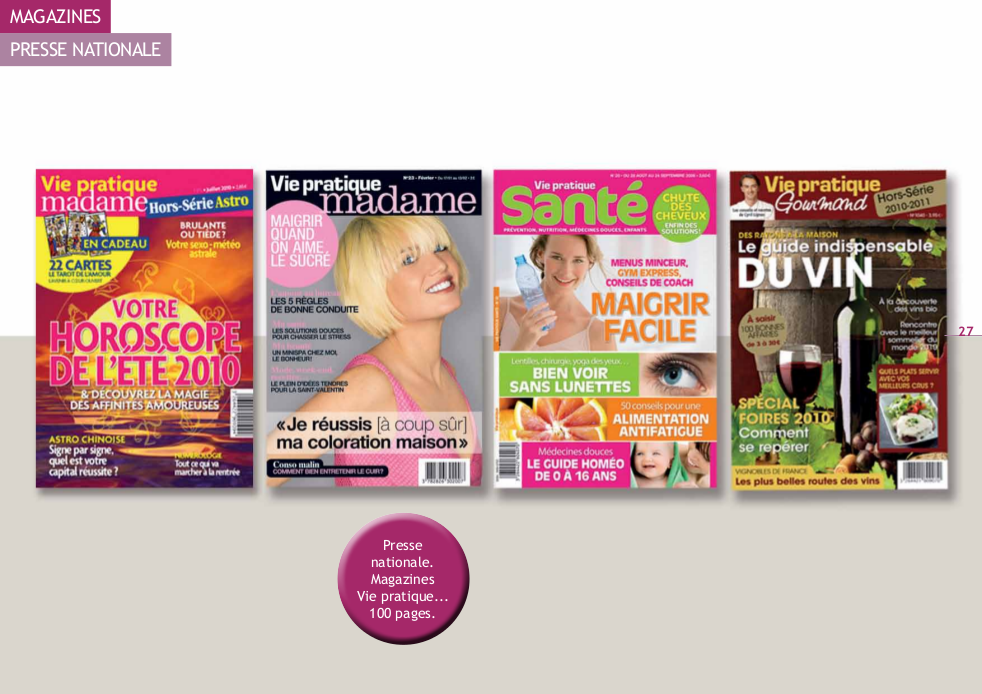 MAGAZINES
PRESSE NATIONALE
Vie pratique
madame
Hors-Série Astro
EN CADEAU
22 CARTES
LE TAROT DE L'AMOUR
BRULANTE
OU TIÈDE?
Votre sexo-météo
astrale
VOTRE
HOROSCOPE
DE L'ÉTÉ 2010
& DÉCOUVREZ LA MAGIE
DES AFFINITÉS AMOUREUSES
ASTRO CHINOISE
Signe par signe,
quel est votre
capital réussite ?
NUMÉROLOGIE
Tout ce qui va
marcher à la rentrée
Vie pratique
madame
MAIGRIR
QUAND
ON AIME
LE SUCRÉ
LES 5 RÈGLES
DE BONNE CONDUITE
LES SOLUTIONS DOUCES
POUR CHASSER LE STRESS
UN MINISPA CHEZ MOI,
LE BONHEUR!
LE PLEIN D'IDÉES TENDRES
POUR LA SAINT-VALENTIN
«Je réussis [à coup sûr]
ma coloration maison»
Conso malin
COMMENT BIEN ENTRETENIR LE CUIR?
Vie pratique
Santé
PRÉVENTION, NUTRITION, MÉDECINES DOUCES, ENFANTS
CHUTE
DES
CHEVEUX
ENFIN DES
SOLUTIONS!
MENUS MINCEUR,
GYM EXPRESS,
CONSEILS DE COACH
MAIGRIR
FACILE
Lentilles, chirurgie, yoga des yeux...
BIEN VOIR
SANS LUNETTES
50 conseils pour une
ALIMENTATION
ANTIFATIGUE
Médecines douces
LE GUIDE HOMÉO
DE 0 À 16 ANS
Vie pratique
Gourmand
Hors-Série
2010-2011
DES RAYONS À LA MAISON
Le guide indispensable
DU VIN
À la découverte
des vins bio
À saisir
100 BONNES
AFFAIRES
de 3 à 30€
Rencontre
avec le meilleur
sommelier du
monde 2010
QUELS PLATS SERVIR
AVEC VOS
MEILLEURS CRUS ?
SPÉCIAL
FOIRES 2010
Comment
se repérer
VIGNOBLES DE FRANCE
Les plus belles routes des vins
27
Presse
nationale.
Magazines
Vie pratique...
100 pages.